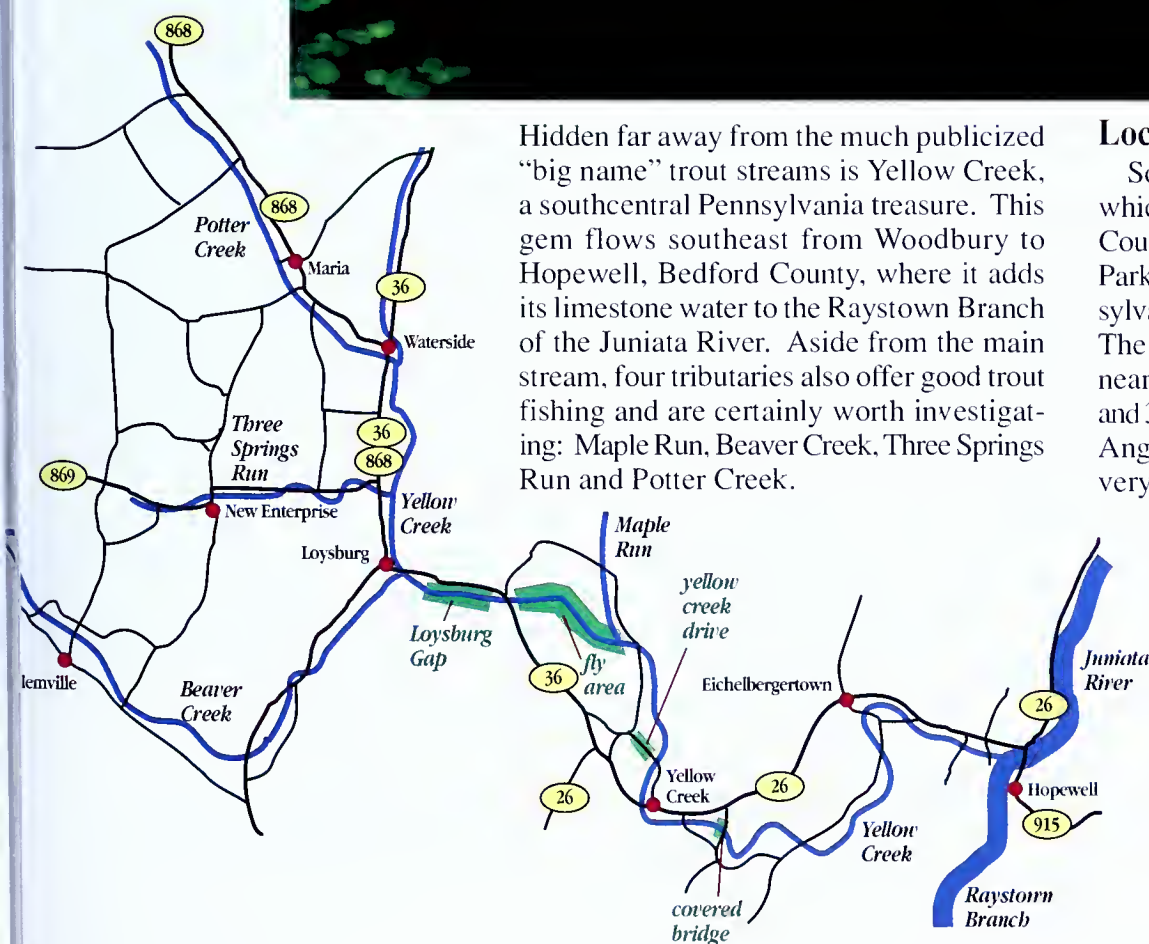 868
Hidden far away from the much publicized
“big name” trout streams is Yellow Creek,
a southcentral Pennsylvania treasure. This
gem flows southeast from Woodbury to
Hopewell, Bedford County, where it adds
its limestone water to the Raystown Branch
of the Juniata River. Aside from the main
stream, four tributaries also offer good trout
fishing and are certainly worth investigat-
ing: Maple Run, Beaver Creek, Three Springs
Run and Potter Creek.
and
Park
The
near
very
868
Potter
Creek
Maria
36
Waterside
36
868
Three
Springs
Run
869
New Enterprise
Yellow
Creek
Loysburg
Loysburg
Gap
Beaver
Creek
Maple
Run
yellow
creek
drive
fly
area
36
26
Yellow
Creek
26
Eichelbergertown
Yellow
Creek
covered
bridge
Juniata
River
26
Hopewell
915
Raystown
Branch